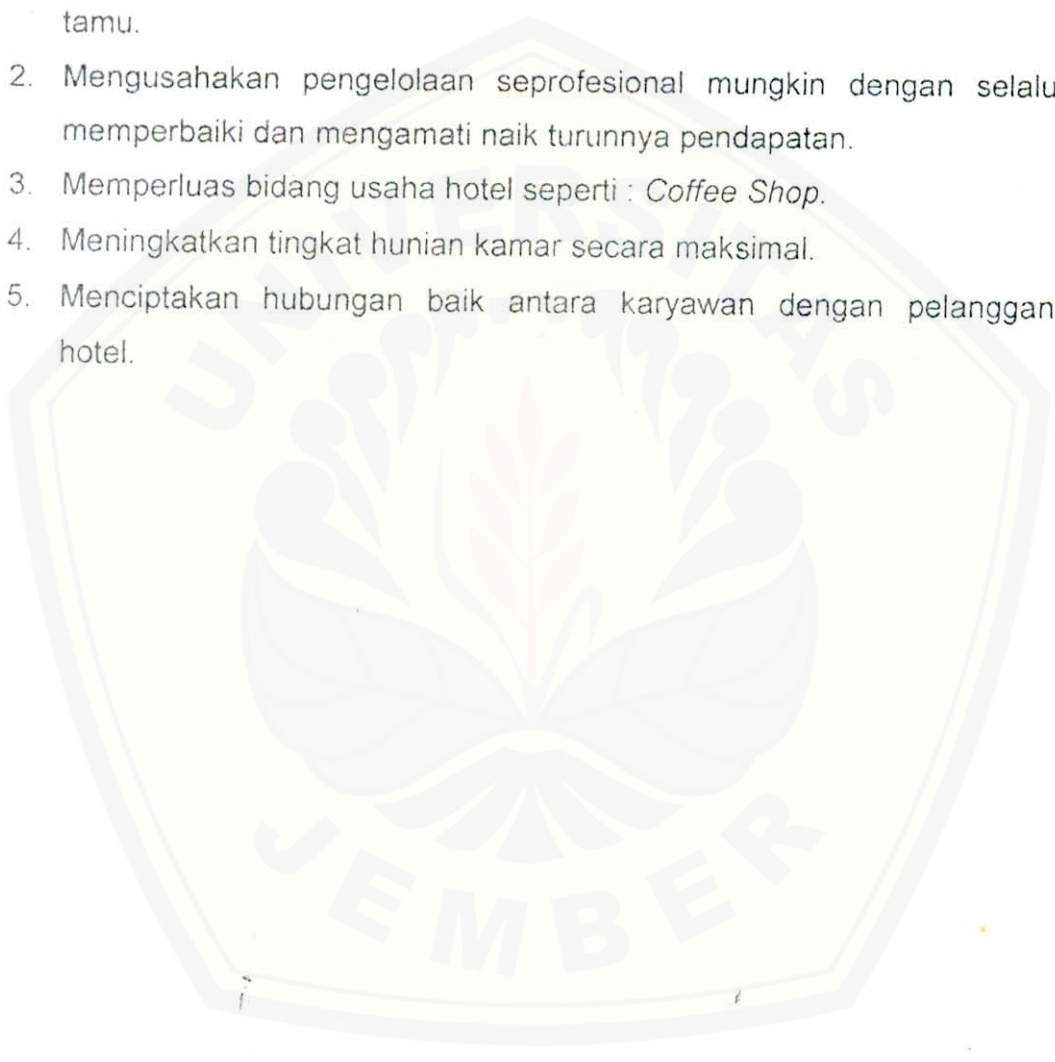 tamu.
2. Mengusahakan pengelolaan seprofesional mungkin dengan selalu
memperbaiki dan mengamati naik turunnya pendapatan.
3. Memperluas bidang usaha hotel seperti : Coffee Shop.
4. Meningkatkan tingkat hunian kamar secara maksimal.
5. Menciptakan hubungan baik antara karyawan dengan pelanggan
hotel.
UNIVERSITAS
JEMBER